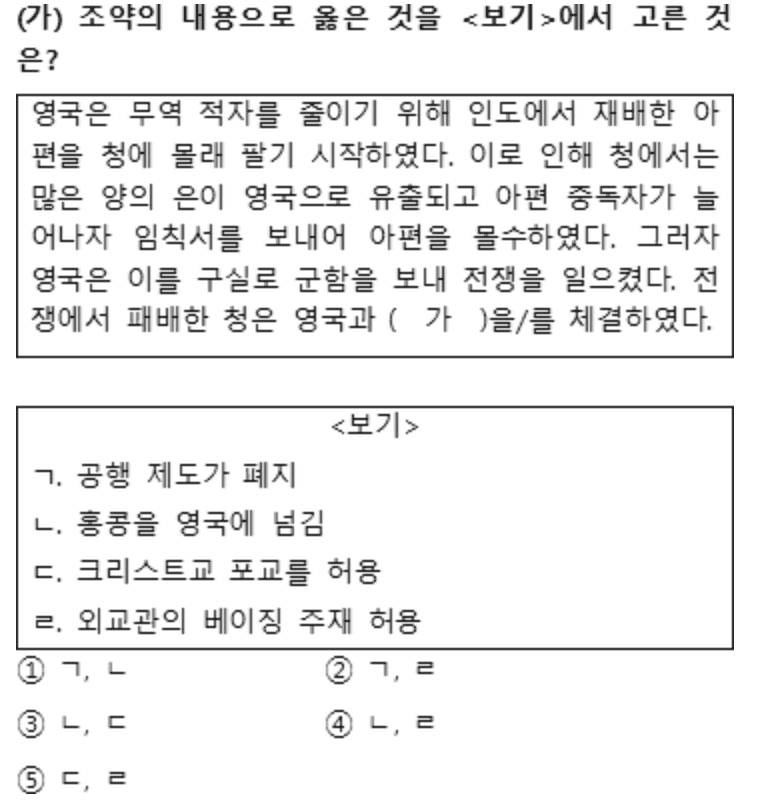 (가) 조약의 내용으로 옳은 것을 <보기>에서 고른 것
은?
영국은 무역 적자를 줄이기 위해 인도에서 재배한 아
편을 청에 몰래 팔기 시작하였다. 이로 인해 청에서는
많은 양의 은이 영국으로 유출되고 아편 중독자가 늘
어나자 임칙서를 보내어 아편을 몰수하였다. 그러자
영국은 이를 구실로 군함을 보내 전쟁을 일으켰다. 전
쟁에서 패배한 청은 영국과 ( 가 )을/를 체결하였다.
<보기>
ㄱ. 공행 제도가 폐지
ㄴ. 홍콩을 영국에 넘김
ㄷ. 크리스트교 포교를 허용
ㄹ. 외교관의 베이징 주재 허용
① ㄱ, ㄴ ② ㄱ, ㄹ
③ ㄴ, ㄷ ④ ㄴ, ㄹ
⑤ ㄷ, ㄹ